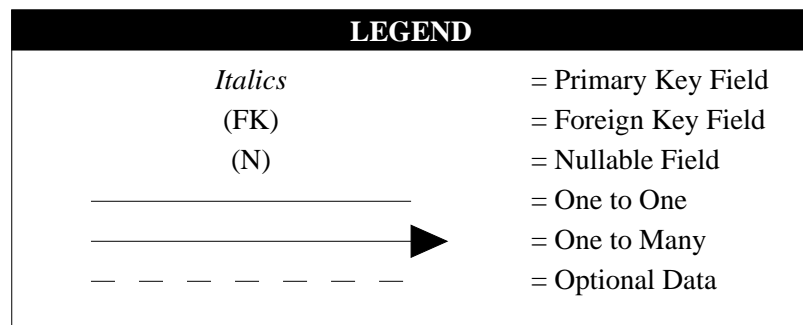 LEGEND
Italics = Primary Key Field
(FK) = Foreign Key Field
(N) = Nullable Field
= One to One
= One to Many
= Optional Data